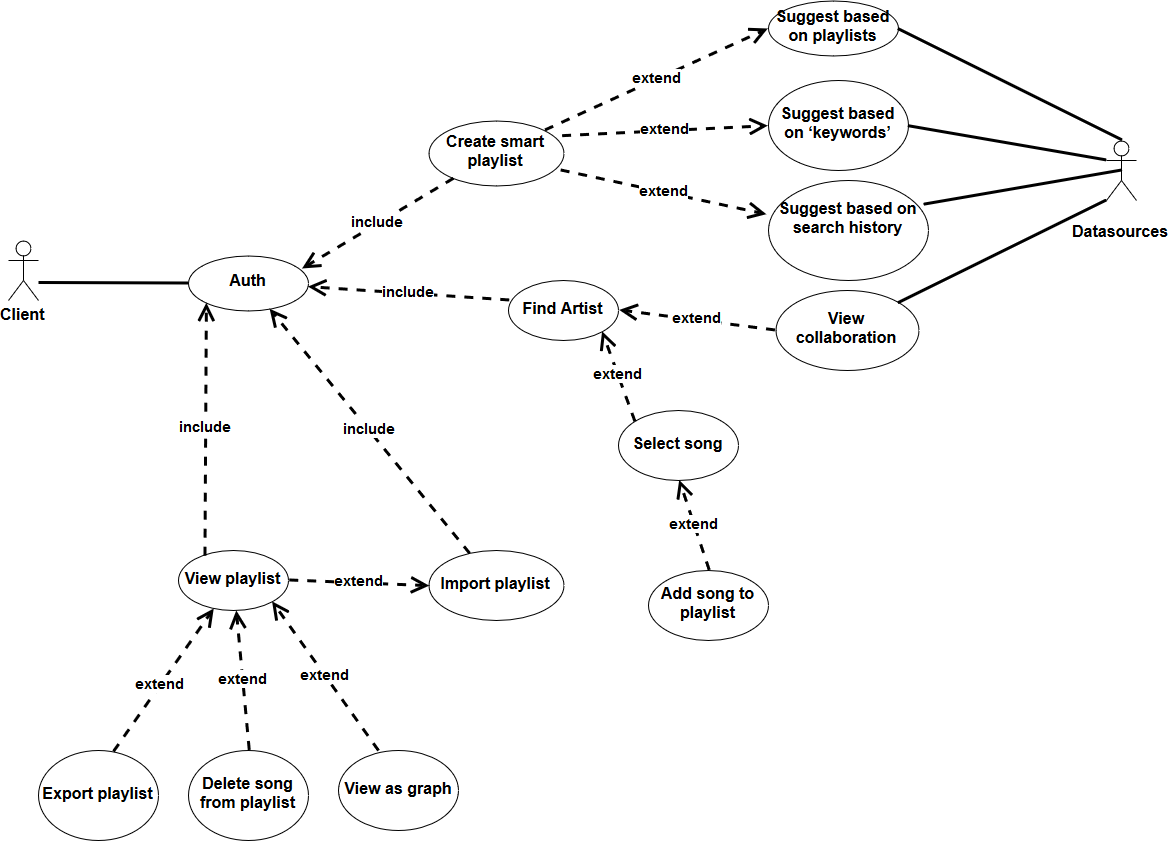 Suggest based
on playlists
extend
Suggest based
on ‘keywords’
extend
Create smart
playlist
extend
Suggest based on
search history
Datasources
include
Auth
Client
include
Find Artist
extend
View
collaboration
extend
include
include
Select song
extend
View playlist
extend
Import playlist
Add song to
playlist
extend
extend
extend
Export playlist
Delete song
from playlist
View as graph